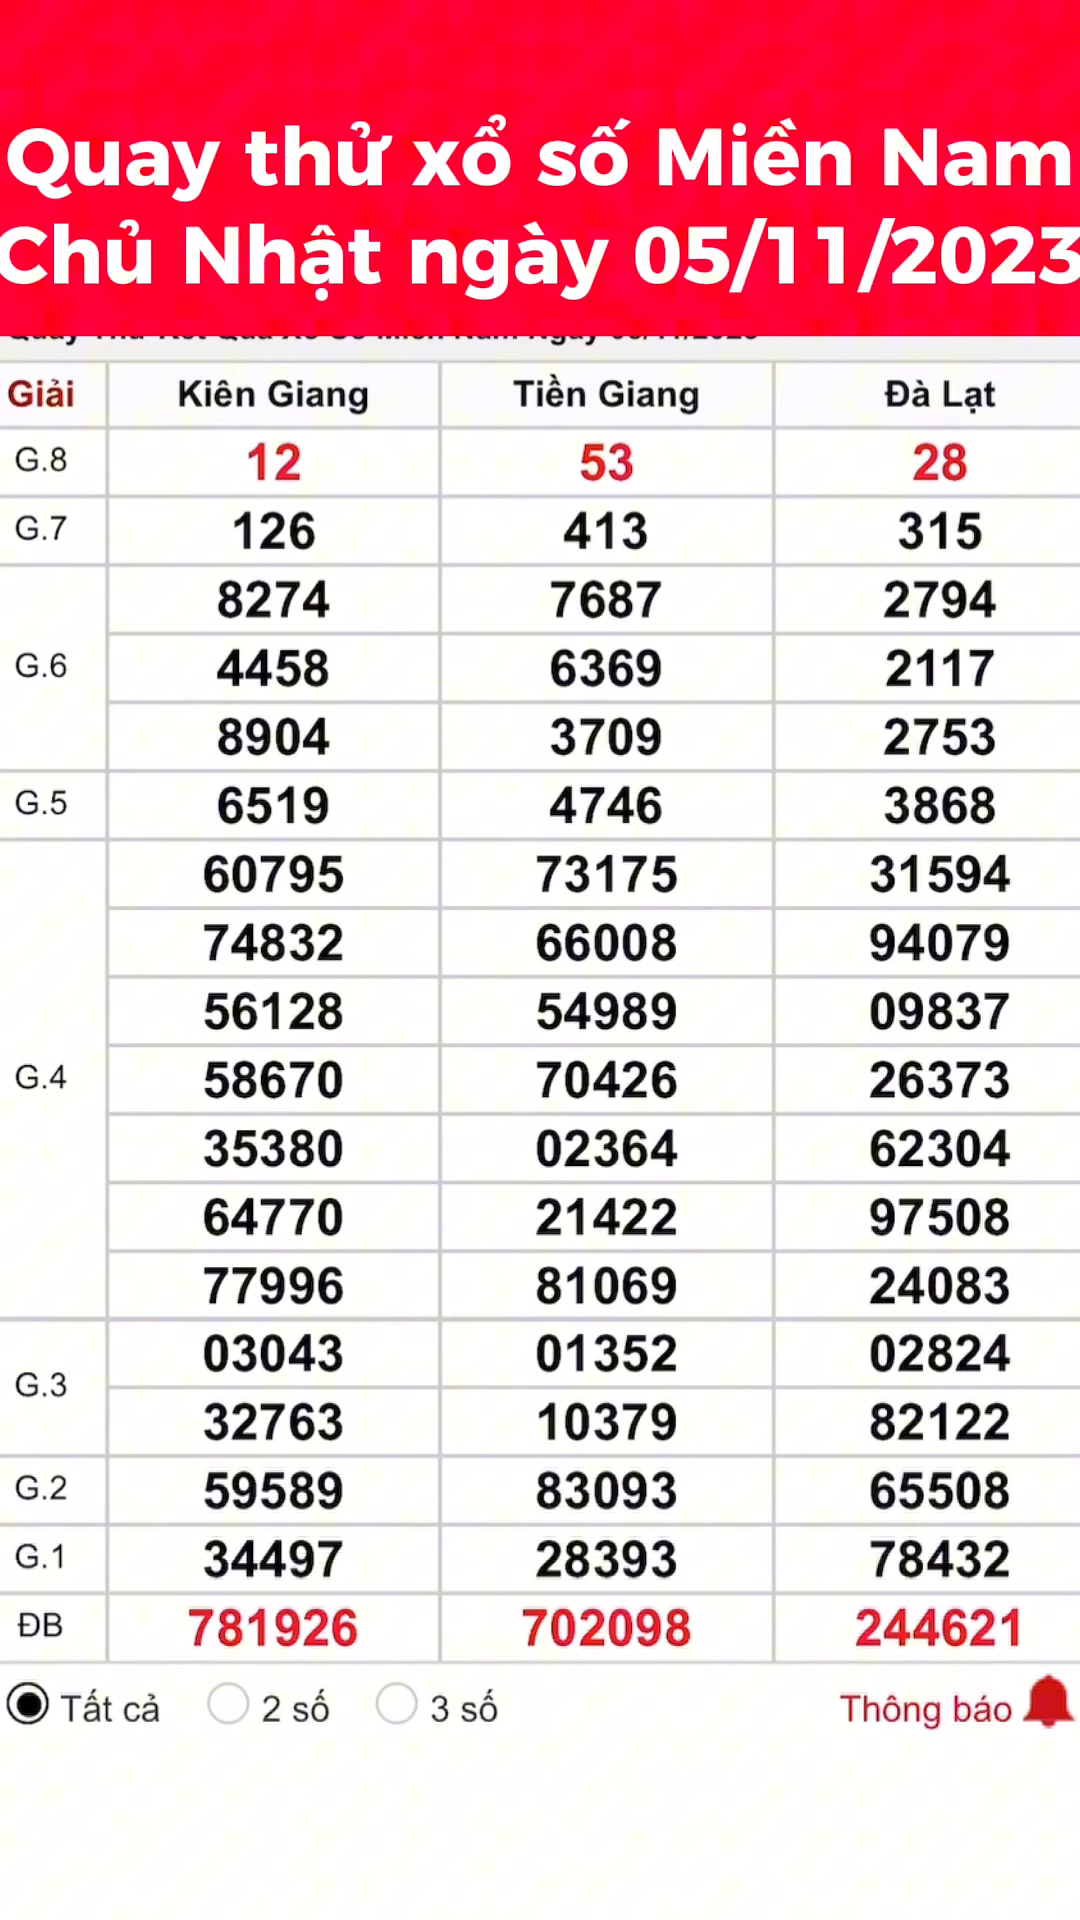 Quay thử xổ số Miền Nam
Chủ Nhật ngày 05/11/2023
Giải Kiên Giang Tiền Giang Đà Lạt
G.8 12 53 28
G.7 126 413 315
8274 7687 2794
G.6 4458 6369 2117
8904 3709 2753
G.5 6519 4746 3868
60795 73175 31594
74832 66008 94079
56128 54989 09837
G.4 58670 70426 26373
35380 02364 62304
64770 21422 97508
77996 81069 24083
G.3 03043 01352 02824
32763 10379 82122
G.2 59589 83093 65508
G.1 34497 28393 78432
ĐB 781926 702098 244621
Tất cả 2 số 3 số Thông báo